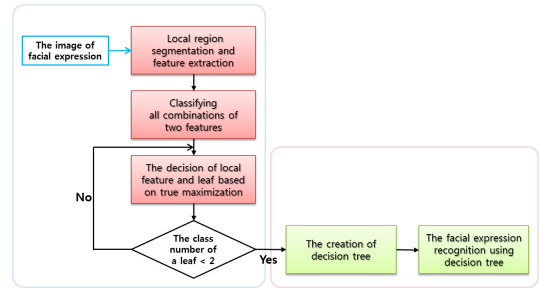 The image of
facial expression
Local region
segmentation and
feature extraction
Classifying
all combinations of
two features
The decision of local
feature and leaf based
on true maximization
No
The class
number of
a leaf < 2
Yes
The creation of
decision tree
The facial expression
recognition using
decision tree